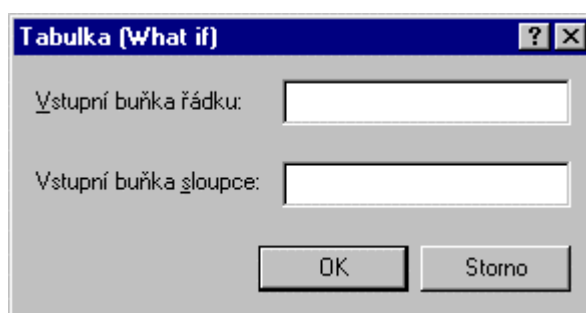 Tabulka (What if)
Vstupní buňka řádku:
Vstupní buňka sloupce:
OK Storno